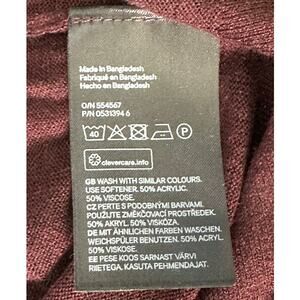 Made in Bangladesh
Fabriqué en Bangladesh
Hecho en Bangladesh
O/N 554567
P/N 0531394 6
40
P
clevercare.info
GB WASH WITH SIMILAR COLOURS.
USE SOFTENER. 50% ACRYLIC.
50% VISCOSE.
CZ PERTE S PODOBNÝMI BARVAMI.
POUŽIJTE ZMĚKČOVACÍ PROSTŘEDEK.
50% AKRYL. 50% VISKÓZA.
DE MIT ÄHNLICHEN FARBEN WASCHEN.
WEICHSPÜLER BENUTZEN. 50% ACRYL.
50% VISKOSE.
EE PESE KOOS SARNAST VÄRVI
RIIETEGA, KASUTA PEHMENDAJAT.